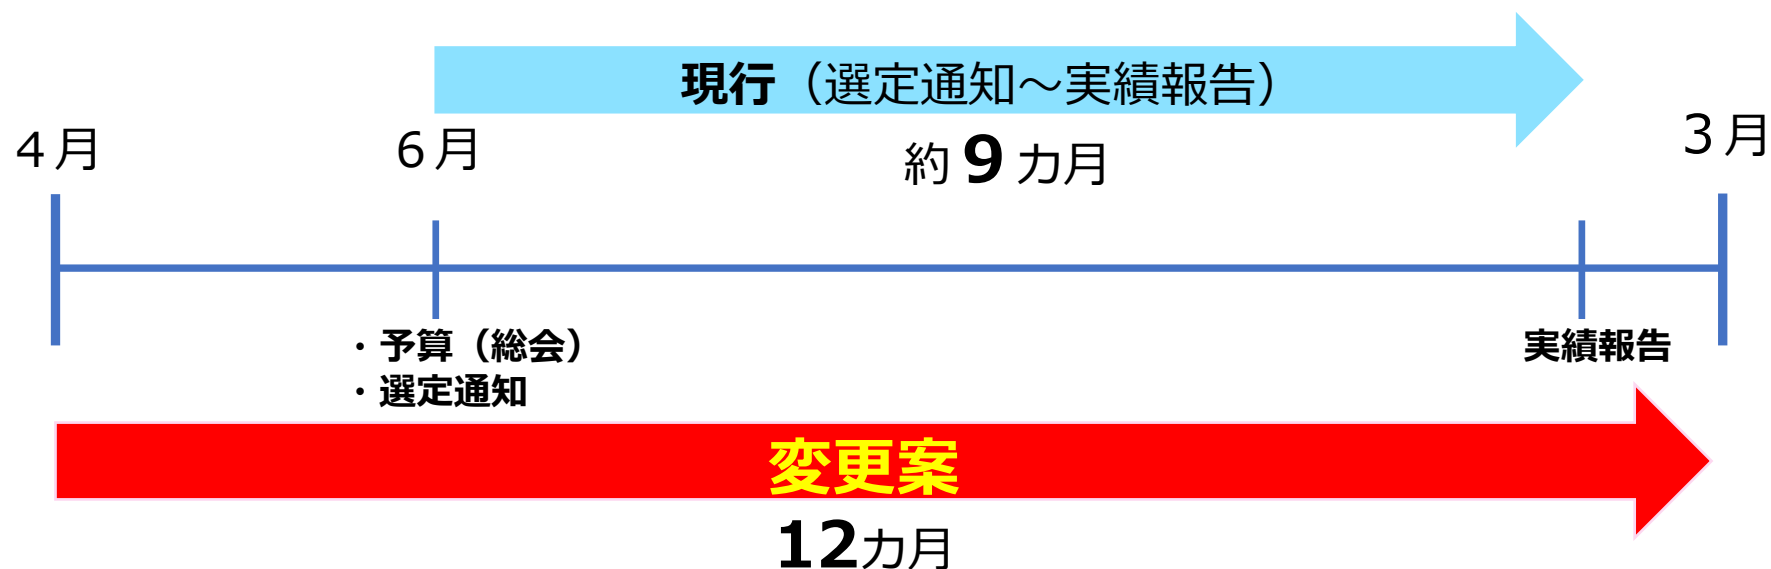 現行（選定通知～実績報告）
約9カ月
４月
６月
３月
・予算（総会）
・選定通知
実績報告
変更案
12カ月